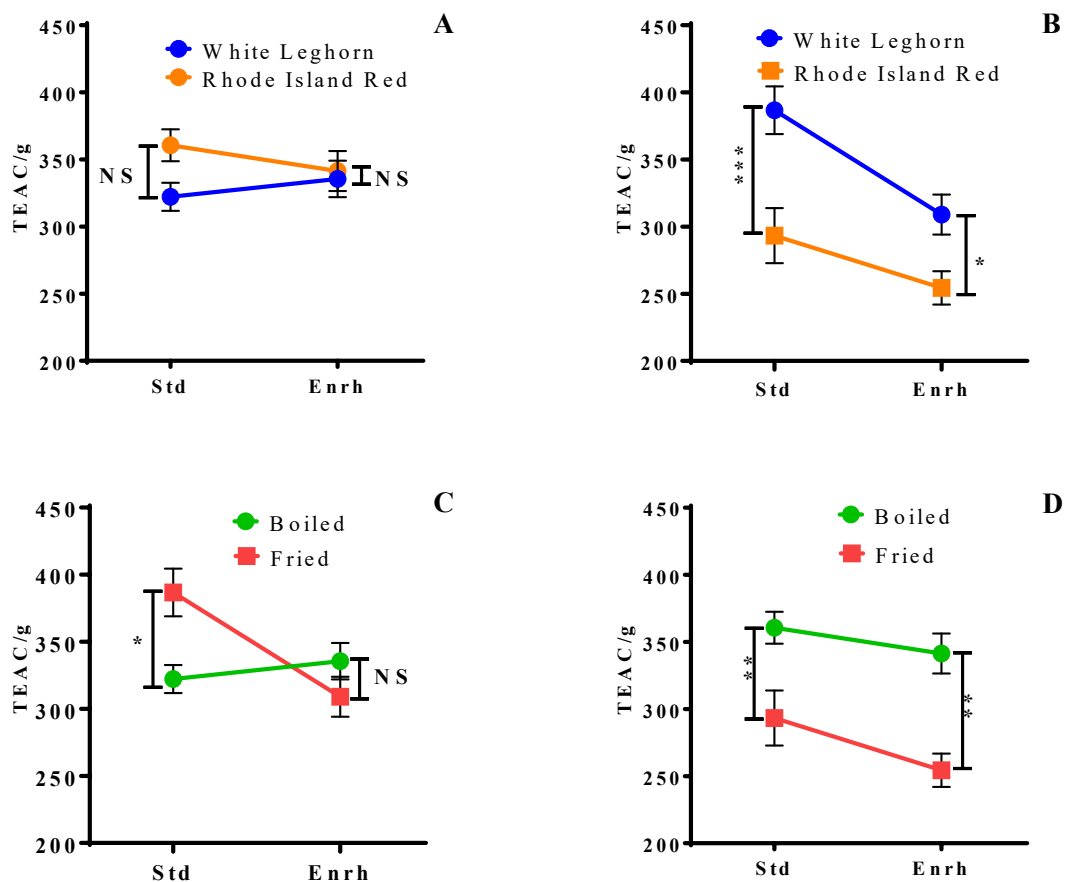 A
450
400
350
300
250
200
TEAC/g
White Leghorn
Rhode Island Red
NS
NS
Std
Enrh
B
450
400
350
300
250
200
TEAC/g
White Leghorn
Rhode Island Red
***
*
Std
Enrh
C
450
400
350
300
250
200
TEAC/g
Boiled
Fried
*
NS
Std
Enrh
D
450
400
350
300
250
200
TEAC/g
Boiled
Fried
**
**
Std
Enrh